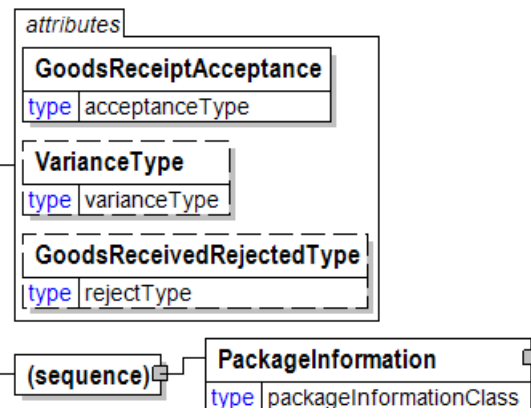 attributes
GoodsReceiptAcceptance
type acceptanceType
VarianceType
type varianceType
GoodsReceivedRejectedType
type rejectType
(sequence)
PackageInformation
type packageInformationClass